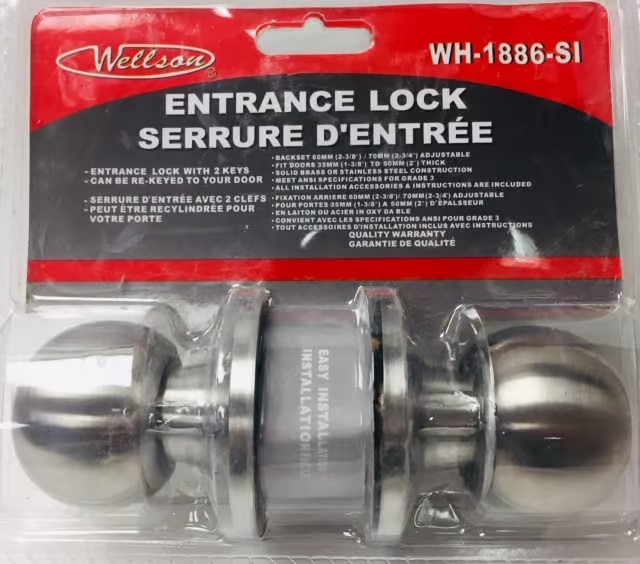 Wellson®
WH-1886-SI
ENTRANCE LOCK
SERRURE D'ENTRÉE
- ENTRANCE LOCK WITH 2 KEYS
- CAN BE RE-KEYED TO YOUR DOOR
- SERRURE D'ENTRÉE AVEC 2 CLEFS
- PEUT ÈTRE RECYLINDRÉE POUR
VOTRE PORTE
• BACKSET 60MM (2-3/8") / 70MM (2-3/4") ADJUSTABLE
• FIT DOORS 35MM (1-3/8") TO 50MM (2") THICK
• SOLID BRASS OR STAINLESS STEEL CONSTRUCTION
• MEET ANSI SPECIFICATIONS FOR GRADE 3
• ALL INSTALLATION ACCESSORIES & INSTRUCTIONS ARE INCLUDED
• FIXATION ARRIERE 60MM (2-3/8")/ 70MM(2-3/4") ADJUSTABLE
• POUR PORTES 35MM (1-3/8") A 50MM (2") D'ÉPALSSEUR
• EN LAITON OU ACIER IN OXY DA BLE
• CONVIENT AVEC LES SPECIFICATIONS ANSI POUR GRADE 3
• TOUT ACCESSOIRES D'INSTALLATION INCLUS AVEC INSTRUCTIONS
QUALITY WARRANTY
GARANTIE DE QUALITÉ
EASY INSTALLATION
INSTALLATION